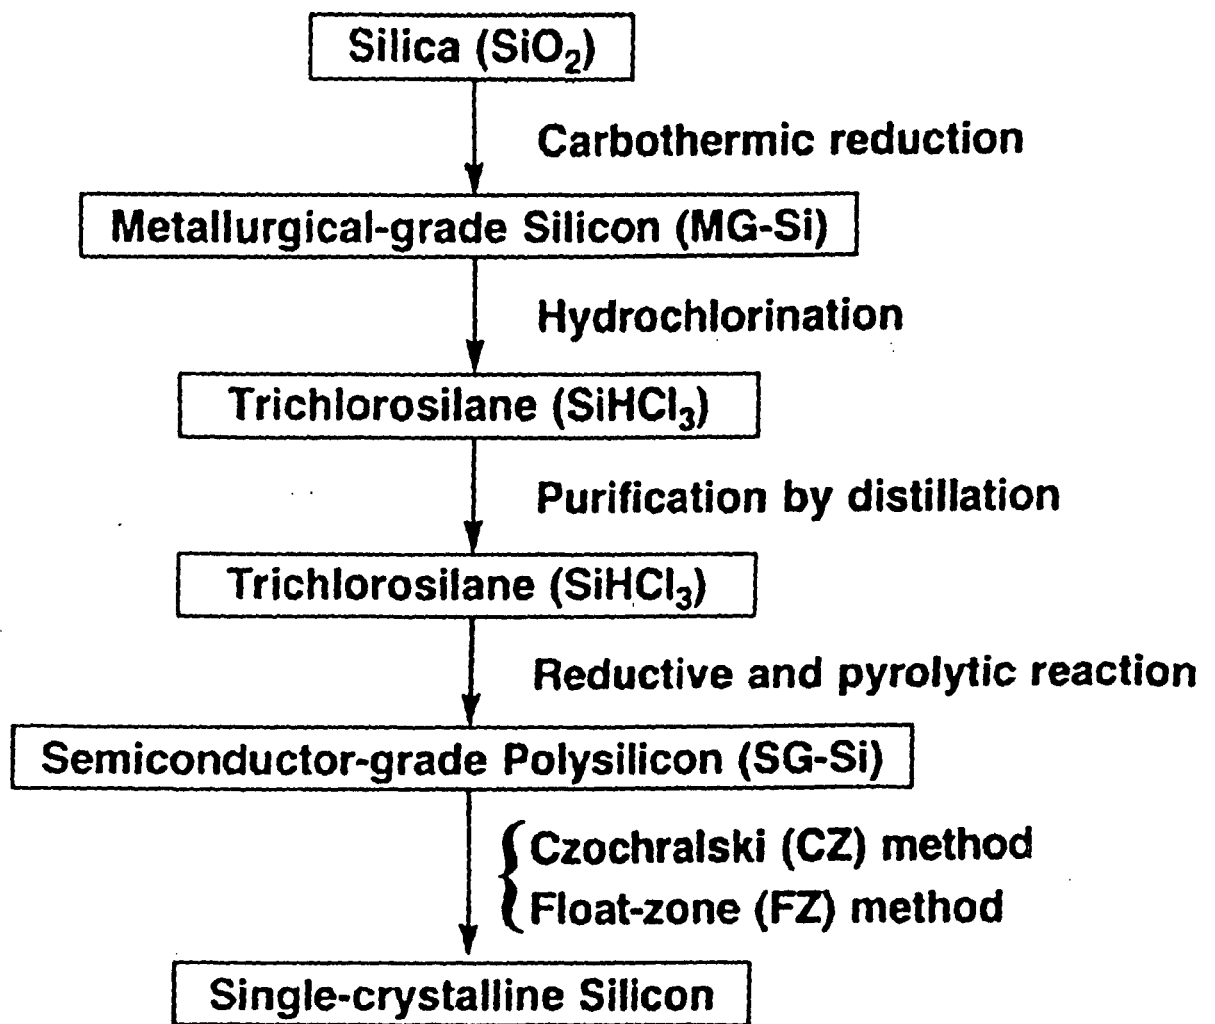 Silica (SiO₂)
Carbothermic reduction
Metallurgical-grade Silicon (MG-Si)
Hydrochlorination
Trichlorosilane (SiHCl₃)
Purification by distillation
Trichlorosilane (SiHCl₃)
Reductive and pyrolytic reaction
Semiconductor-grade Polysilicon (SG-Si)
Czochralski (CZ) method
Float-zone (FZ) method
Single-crystalline Silicon